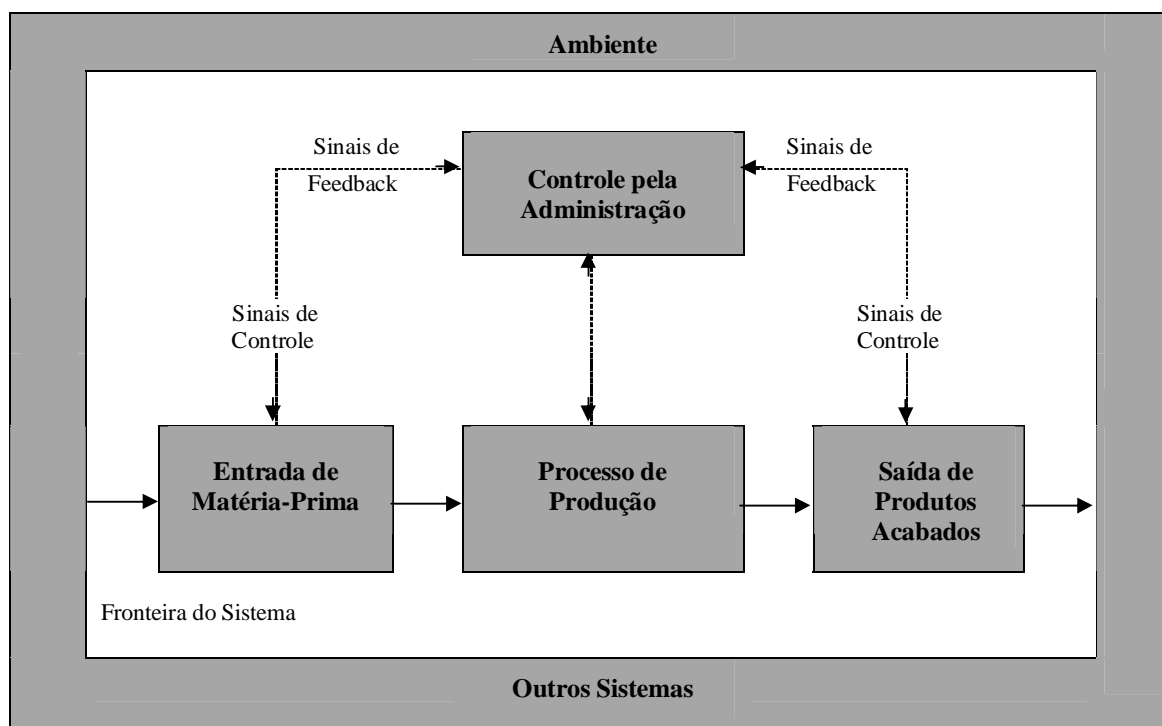 Ambiente
Sinais de
Feedback
Controle pela
Administração
Sinais de
Feedback
Sinais de
Controle
Sinais de
Controle
Entrada de
Matéria-Prima
Processo de
Produção
Saída de
Produtos
Acabados
Fronteira do Sistema
Outros Sistemas